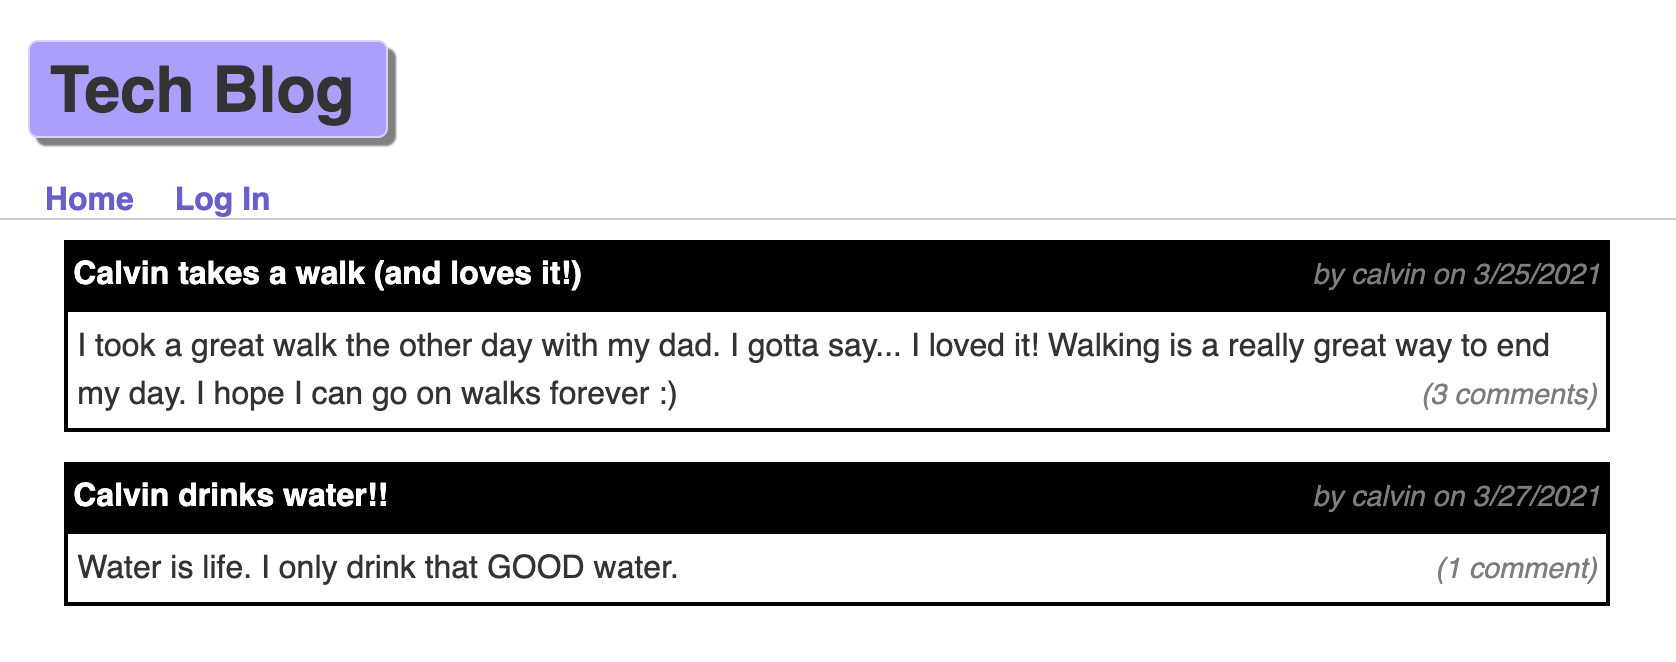 Tech Blog
Home Log In
Calvin takes a walk (and loves it!) by calvin on 3/25/2021
I took a great walk the other day with my dad. I gotta say... I loved it! Walking is a really great way to end
my day. I hope I can go on walks forever :) (3 comments)
Calvin drinks water!! by calvin on 3/27/2021
Water is life. I only drink that GOOD water. (1 comment)